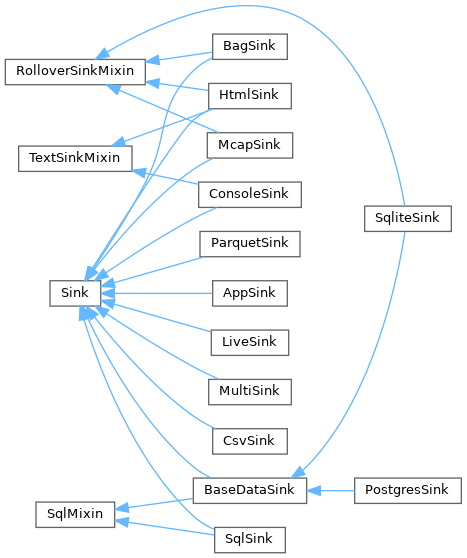 BagSink
RolloverSinkMixin
HtmlSink
McapSink
TextSinkMixin
ConsoleSink
SqliteSink
ParquetSink
Sink
AppSink
LiveSink
MultiSink
CsvSink
BaseDataSink
PostgresSink
SqlMixin
SqlSink